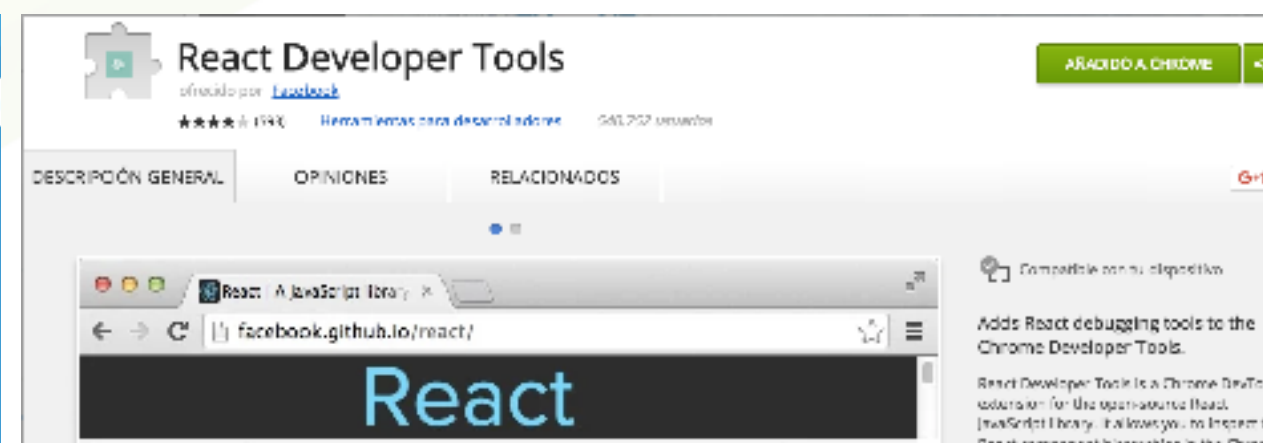 React Developer Tools
ofrecido por Facebook
Herramientas para desarrolladores usuarios
AÑADIDO A CHROME
DESCRIPCIÓN GENERAL
OPINIONES
RELACIONADOS
G+1
React A JavaScript library
facebook.github.io/react/
React
Compatible con tu dispositivo
Adds React debugging tools to the
Chrome Developer Tools.
React Developer Tools is a Chrome DevTo
extension for the open-source React
JavaScript library. It allows you to inspect